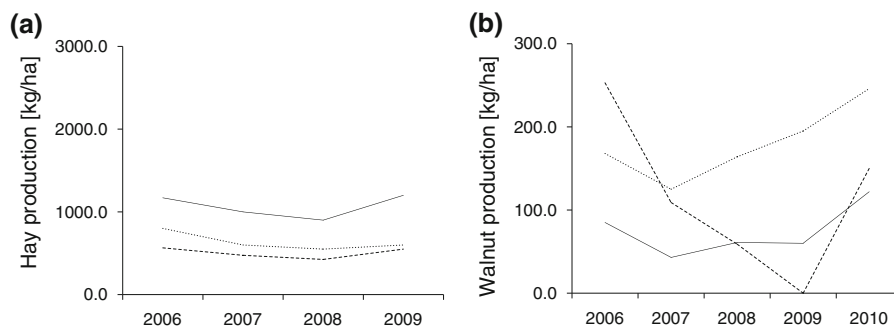 (a)
Hay production [kg/ha]
3000.0
2000.0
1000.0
0.0
2006 2007 2008 2009
(b)
Walnut production [kg/ha]
300.0
200.0
100.0
0.0
2006 2007 2008 2009 2010